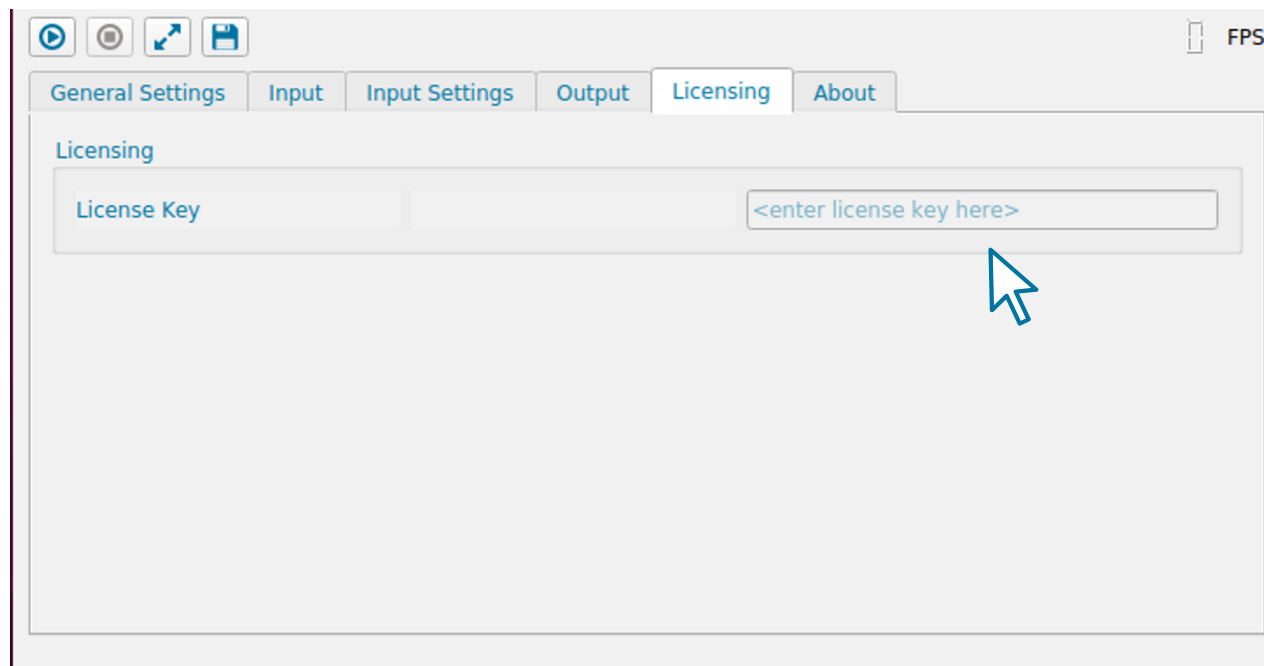 FPS
General Settings Input Input Settings Output Licensing About
Licensing
License Key <enter license key here>